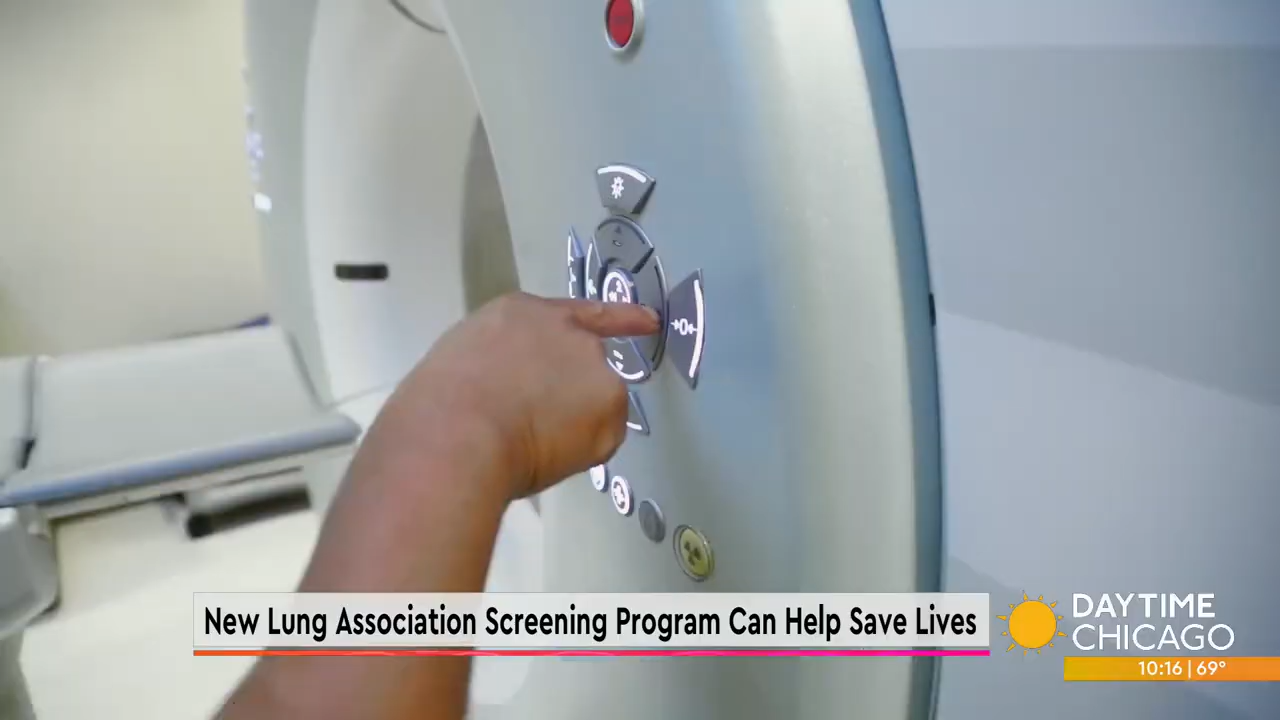 New Lung Association Screening Program Can Help Save Lives
DAYTIME
CHICAGO
10:16 | 69°